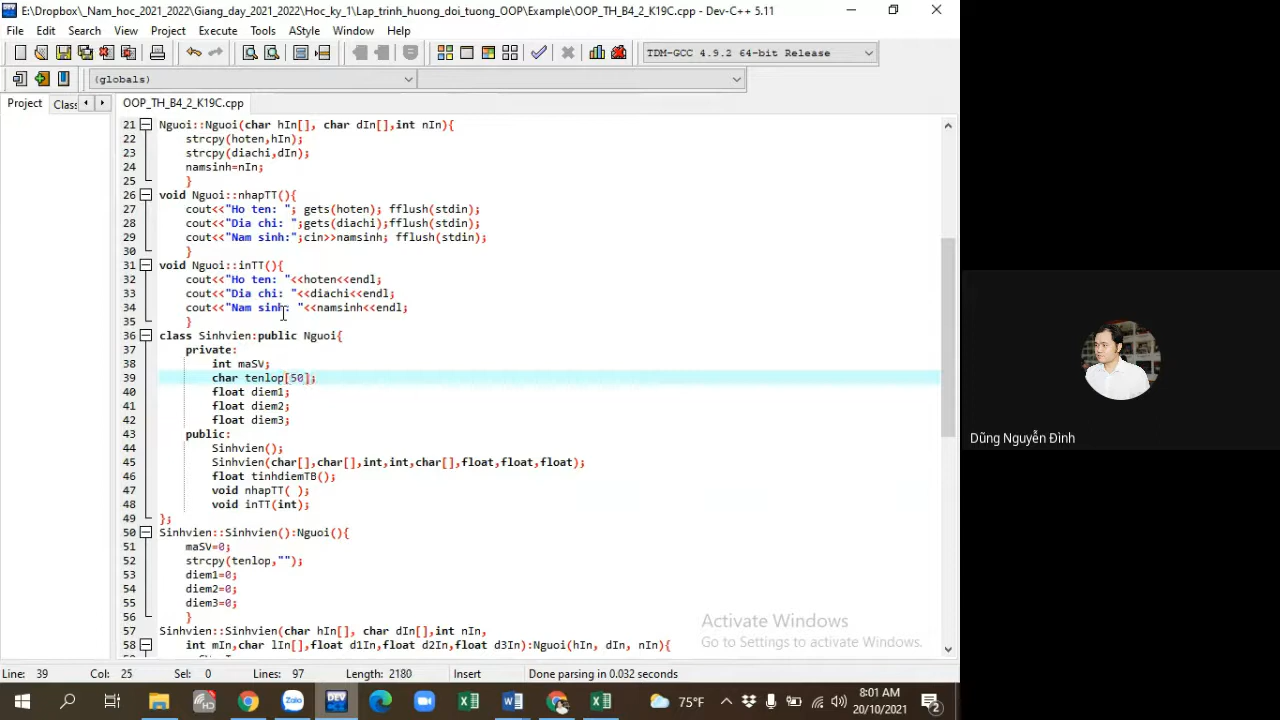 E:\Dropbox\_Nam_hoc_2021_2022\Giang_day_2021_2022\Hoc_ky_1\Lap_trinh_huong_doi_tuong_OOP\Example\OOP_TH_B4_2_K19C.cpp - Dev-C++ 5.11
File Edit Search View Project Execute Tools AStyle Window Help
TDM-GCC 4.9.2 64-bit Release
(globals)
Project Class OOP_TH_B4_2_K19C.cpp
21 Nguoi::Nguoi(char hIn[], char dIn[],int nIn){
22 strcpy(hoten,hIn);
23 strcpy(diachi,dIn);
24 namsinh=nIn;
25 }
26 void Nguoi::nhapTT(){
27 cout<<"Ho ten: "; gets(hoten); fflush(stdin);
28 cout<<"Dia chi: ";gets(diachi);fflush(stdin);
29 cout<<"Nam sinh:";cin>>namsinh; fflush(stdin);
30 }
31 void Nguoi::inTT(){
32 cout<<"Ho ten: "<<hoten<<endl;
33 cout<<"Dia chi: "<<diachi<<endl;
34 cout<<"Nam sinh: "<<namsinh<<endl;
35 }
36 class Sinhvien:public Nguoi{
37 private:
38 int maSV;
39 char tenlop[50];
40 float diem1;
41 float diem2;
42 float diem3;
43 public:
44 Sinhvien();
45 Sinhvien(char[],char[],int,int,char[],float,float,float);
46 float tinhdiemTB();
47 void nhapTT( );
48 void inTT(int);
49 };
50 Sinhvien::Sinhvien():Nguoi(){
51 maSV=0;
52 strcpy(tenlop,"");
53 diem1=0;
54 diem2=0;
55 diem3=0;
56 }
57 Sinhvien::Sinhvien(char hIn[], char dIn[],int nIn,
58 int mIn,char lIn[],float d1In,float d2In,float d3In):Nguoi(hIn, dIn, nIn){
Activate Windows
Go to Settings to activate Windows.
Line: 39 Col: 25 Sel: 0 Lines: 97 Length: 2180 Insert Done parsing in 0.032 seconds
75°F
8:01 AM
20/10/2021
2
Dũng Nguyễn Đình